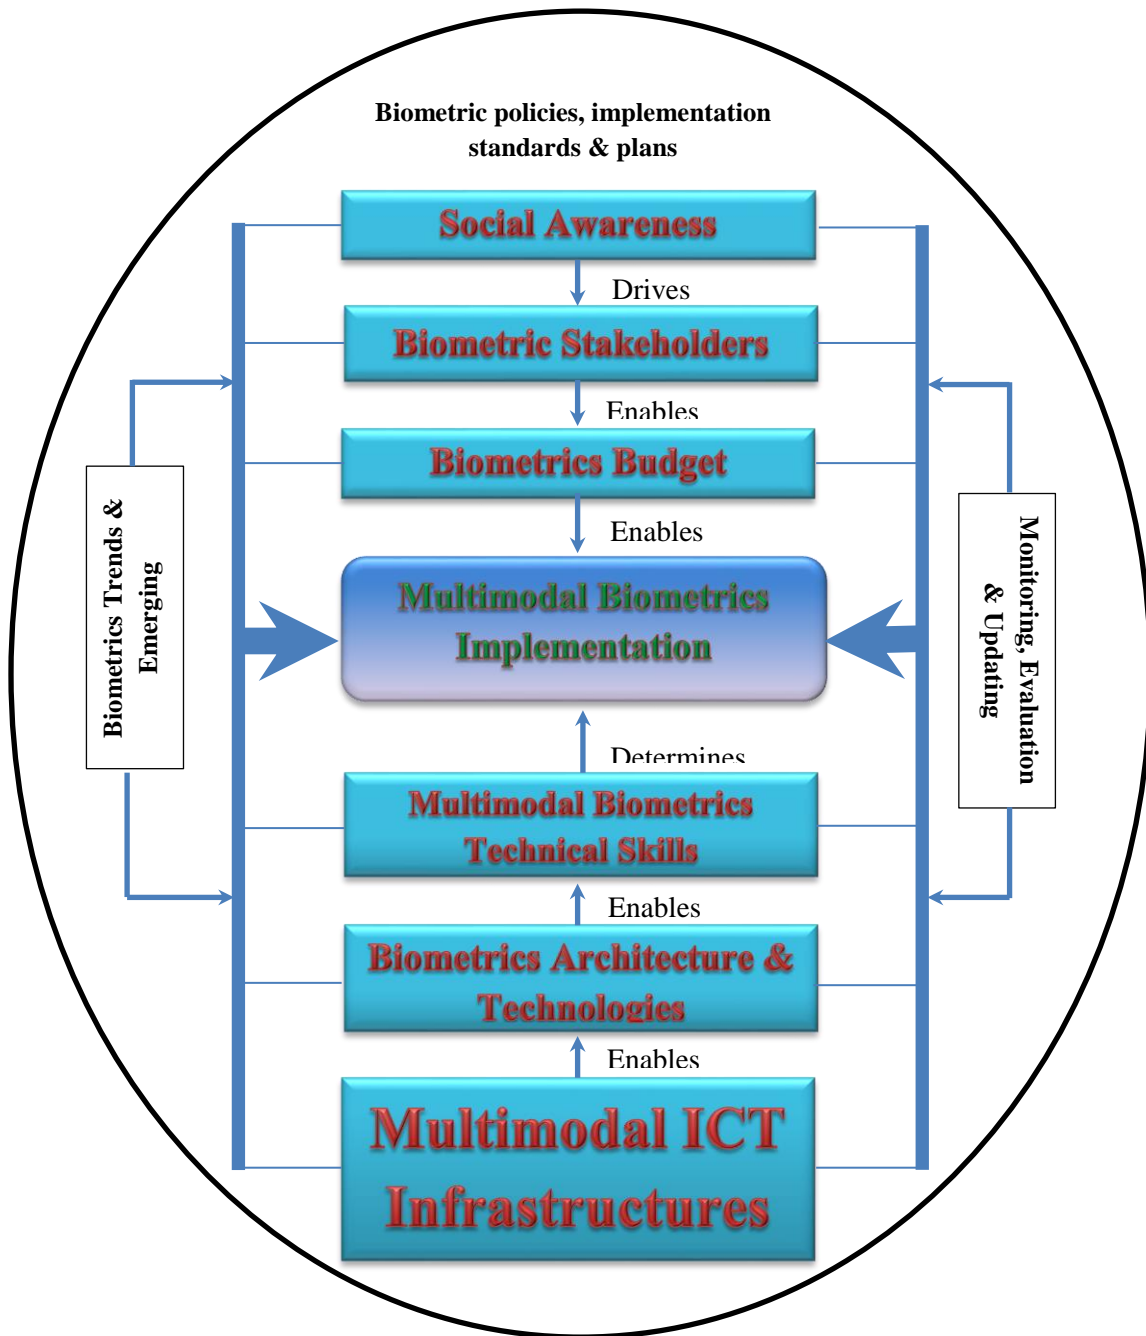 Biometric policies, implementation
standards & plans
Social Awareness
Drives
Biometric Stakeholders
Enables
Biometrics Budget
Enables
Multimodal Biometrics
Implementation
Determines
Multimodal Biometrics
Technical Skills
Enables
Biometrics Architecture &
Technologies
Enables
Multimodal ICT
Infrastructures
Biometrics Trends &
Emerging
Monitoring, Evaluation
& Updating